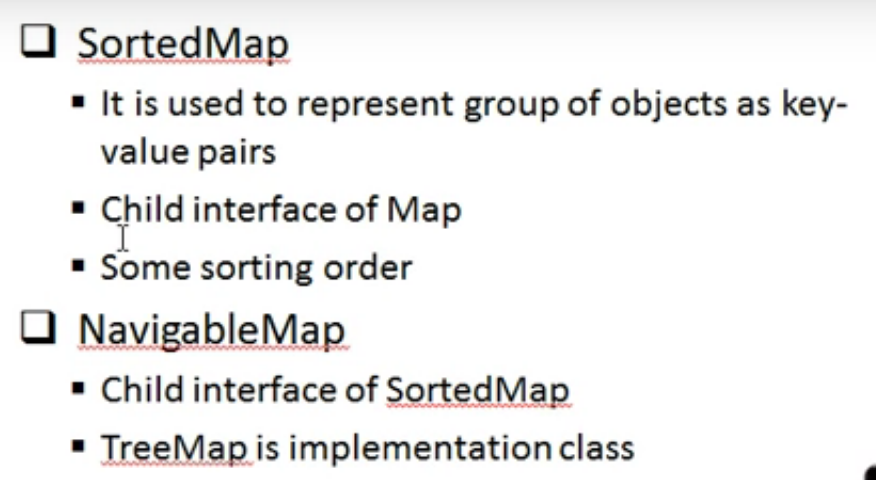 SortedMap
It is used to represent group of objects as key-
value pairs
Child interface of Map
Some sorting order
NavigableMap
Child interface of SortedMap
TreeMap is implementation class